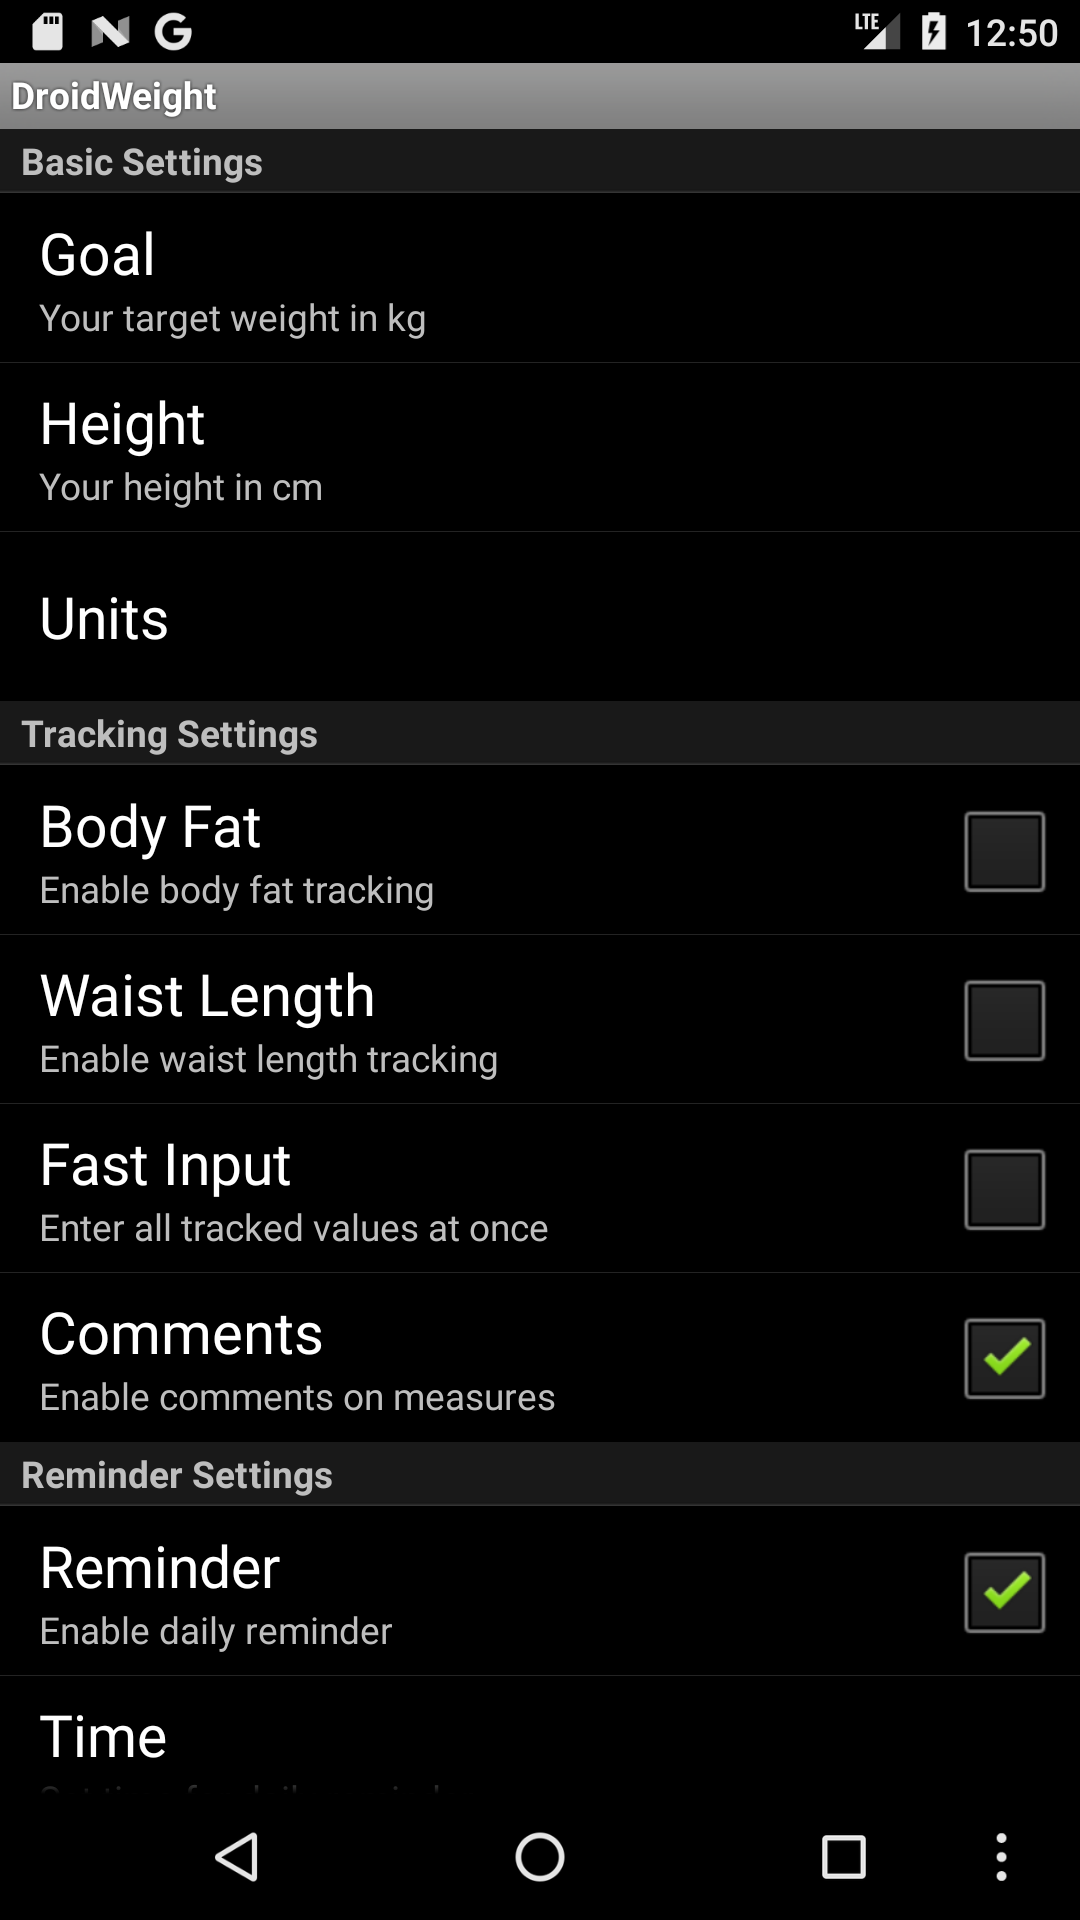 LTE 12:50
DroidWeight
Basic Settings
Goal
Your target weight in kg
Height
Your height in cm
Units
Tracking Settings
Body Fat
Enable body fat tracking
Waist Length
Enable waist length tracking
Fast Input
Enter all tracked values at once
Comments
Enable comments on measures
Reminder Settings
Reminder
Enable daily reminder
Time